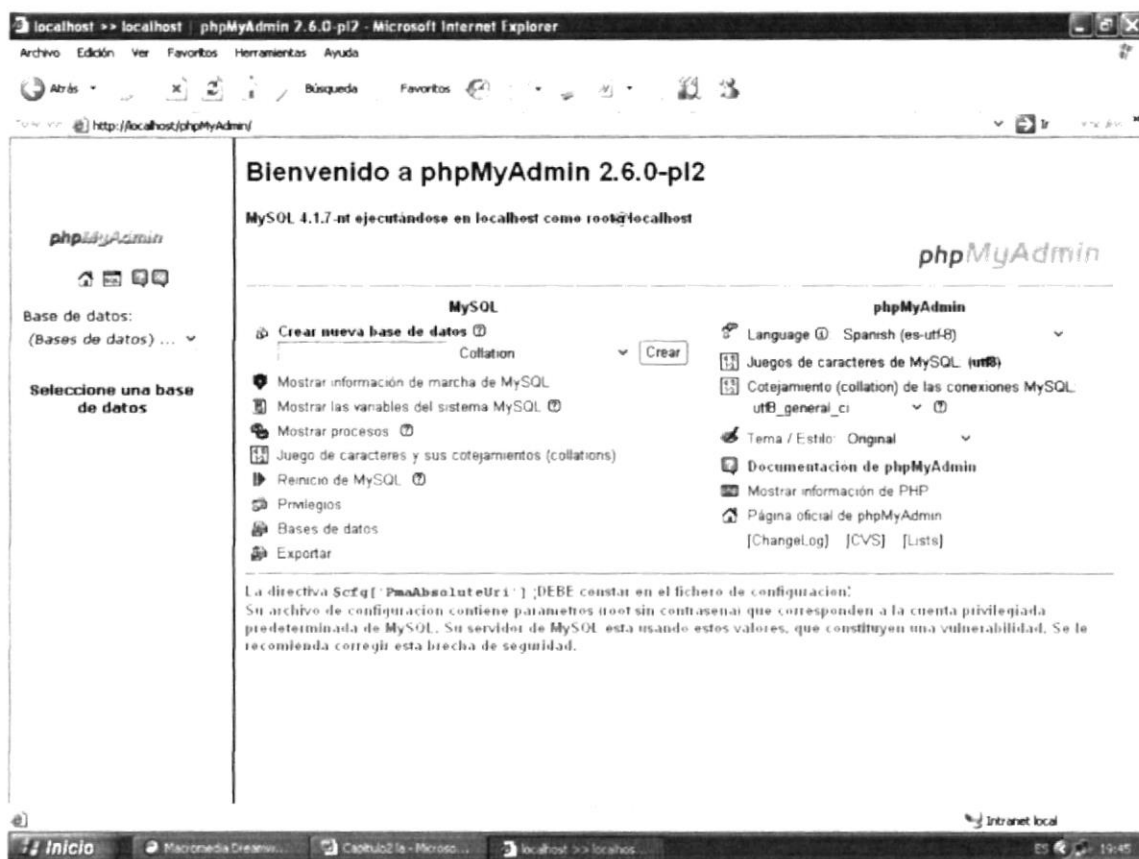 localhost >> localhost | phpMyAdmin 2.6.0-pl2 - Microsoft Internet Explorer
Archivo Edición Ver Favoritos Herramientas Ayuda
Atrás Búsqueda Favoritos
http://localhost/phpMyAdmin/ Ir
phpMyAdmin
Base de datos:
(Bases de datos) ...
Seleccione una base
de datos
Bienvenido a phpMyAdmin 2.6.0-pl2
MySQL 4.1.7-nt ejecutándose en localhost como root@localhost
phpMyAdmin
MySQL
Crear nueva base de datos
Collation Crear
Mostrar información de marcha de MySQL
Mostrar las variables del sistema MySQL
Mostrar procesos
Juego de caracteres y sus cotejamientos (collations)
Reinicio de MySQL
Privilegios
Bases de datos
Exportar
phpMyAdmin
Language Spanish (es-utf-8)
Juegos de caracteres de MySQL: (utf8)
Cotejamiento (collation) de las conexiones MySQL:
utf8_general_ci
Tema / Estilo: Original
Documentación de phpMyAdmin
Mostrar información de PHP
Página oficial de phpMyAdmin
[ChangeLog] [CVS] [Lists]
La directiva $cfg['PmaAbsoluteUri'] ¡DEBE constar en el fichero de configuración!
Su archivo de configuración contiene parámetros (root sin contraseña) que corresponden a la cuenta privilegiada
predeterminada de MySQL. Su servidor de MySQL está usando estos valores, que constituyen una vulnerabilidad. Se le
recomienda corregir esta brecha de seguridad.
Intranet local
Inicio Macromedia Dreamw... Capitulo2 la - Microso... localhost >> localhos... ES 19:45